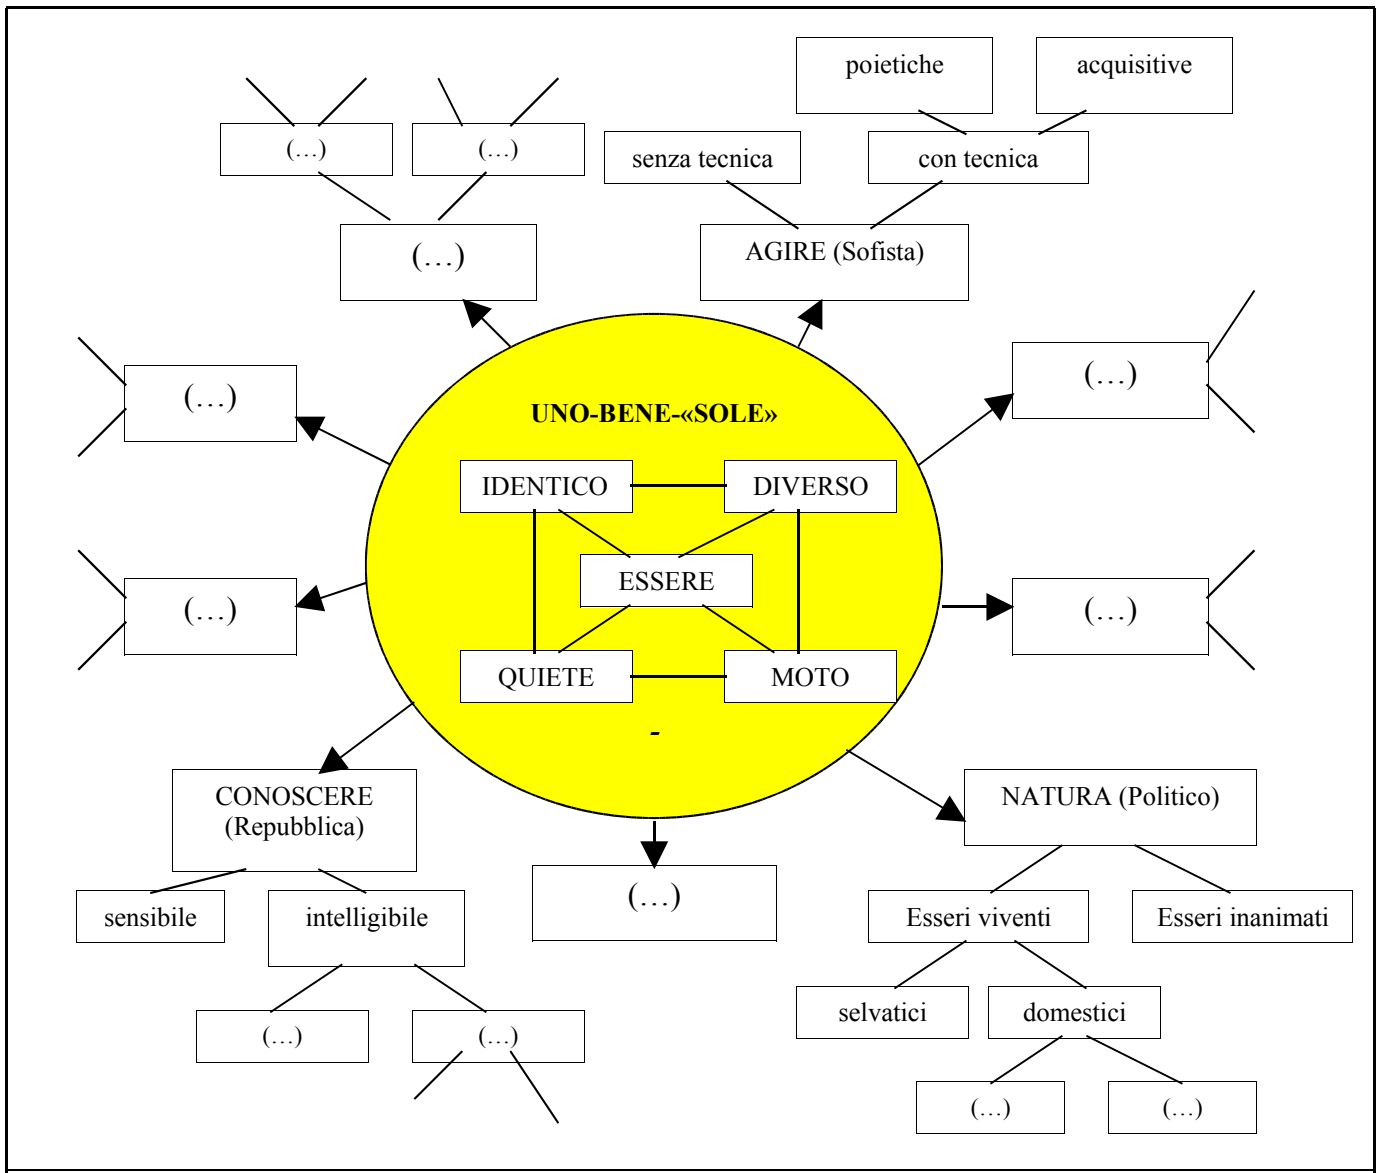 poietiche
acquisitive
(…)
(…)
senza tecnica
con tecnica
(…)
AGIRE (Sofista)
(…)
(…)
UNO-BENE-«SOLE»
IDENTICO
DIVERSO
ESSERE
(…)
(…)
QUIETE
MOTO
-
CONOSCERE
(Repubblica)
NATURA (Politico)
(…)
sensibile
intelligibile
Esseri viventi
Esseri inanimati
selvatici
domestici
(…)
(…)
(…)
(…)